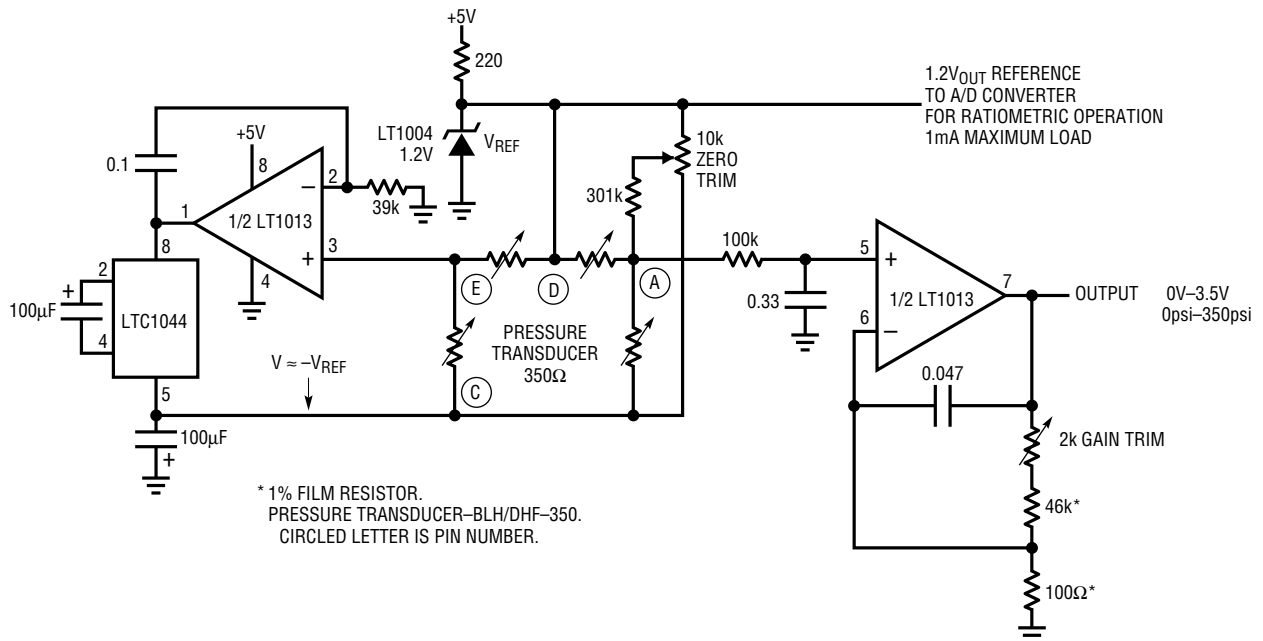 +5V
220
1.2VOUT REFERENCE
TO A/D CONVERTER
FOR RATIOMETRIC OPERATION
1mA MAXIMUM LOAD
LT1004
1.2V
VREF
10k
ZERO
TRIM
+5V
0.1
8
2
−
39k
301k
1
1/2 LT1013
3
+
4
8
2
+
100µF
LTC1044
4
5
E
D
A
100k
0.33
PRESSURE
TRANSDUCER
350Ω
C
V ≈ –VREF
100µF
+
5
+
1/2 LT1013
7
6
−
OUTPUT
0V–3.5V
0psi–350psi
0.047
2k GAIN TRIM
46k*
100Ω*
* 1% FILM RESISTOR.
PRESSURE TRANSDUCER–BLH/DHF–350.
CIRCLED LETTER IS PIN NUMBER.